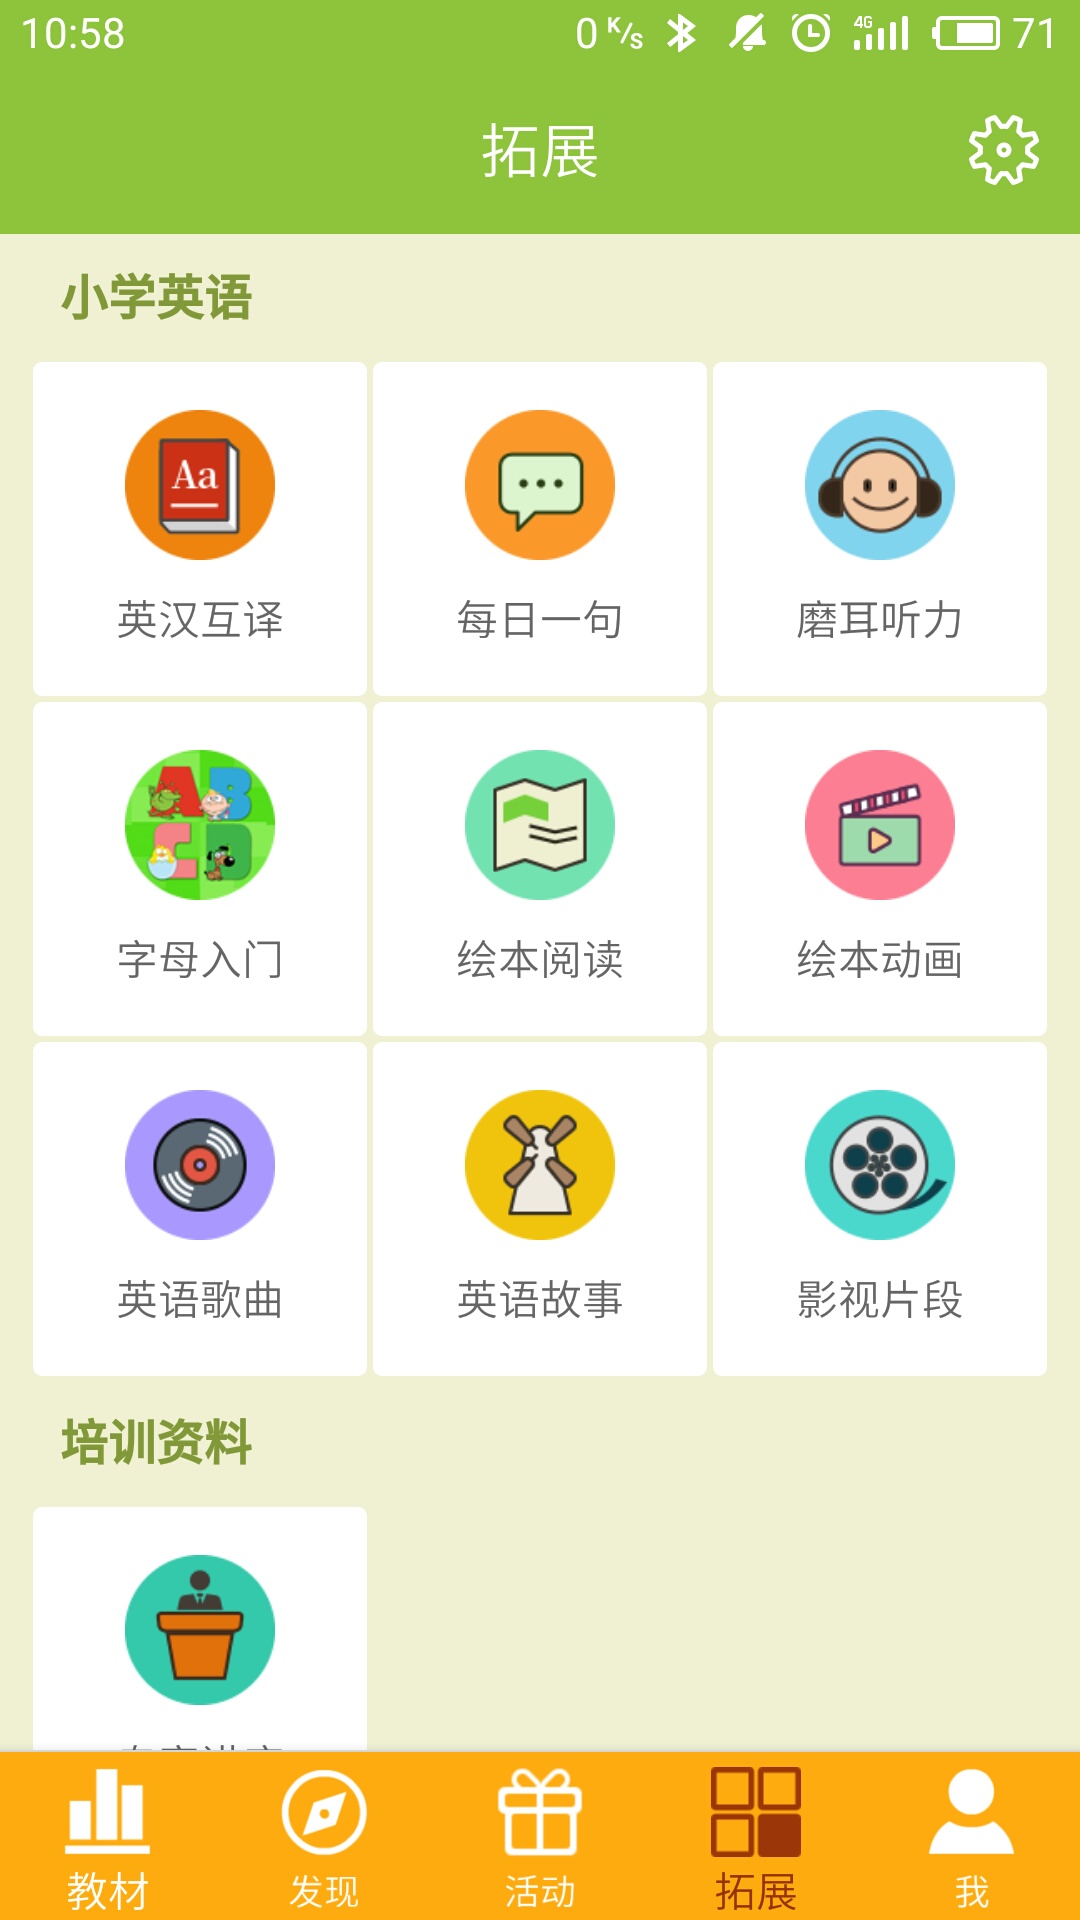 10:58
0 K/s
4G
71
拓展
小学英语
Aa
英汉互译
每日一句
磨耳听力
字母入门
绘本阅读
绘本动画
英语歌曲
英语故事
影视片段
培训资料
教材
发现
活动
拓展
我